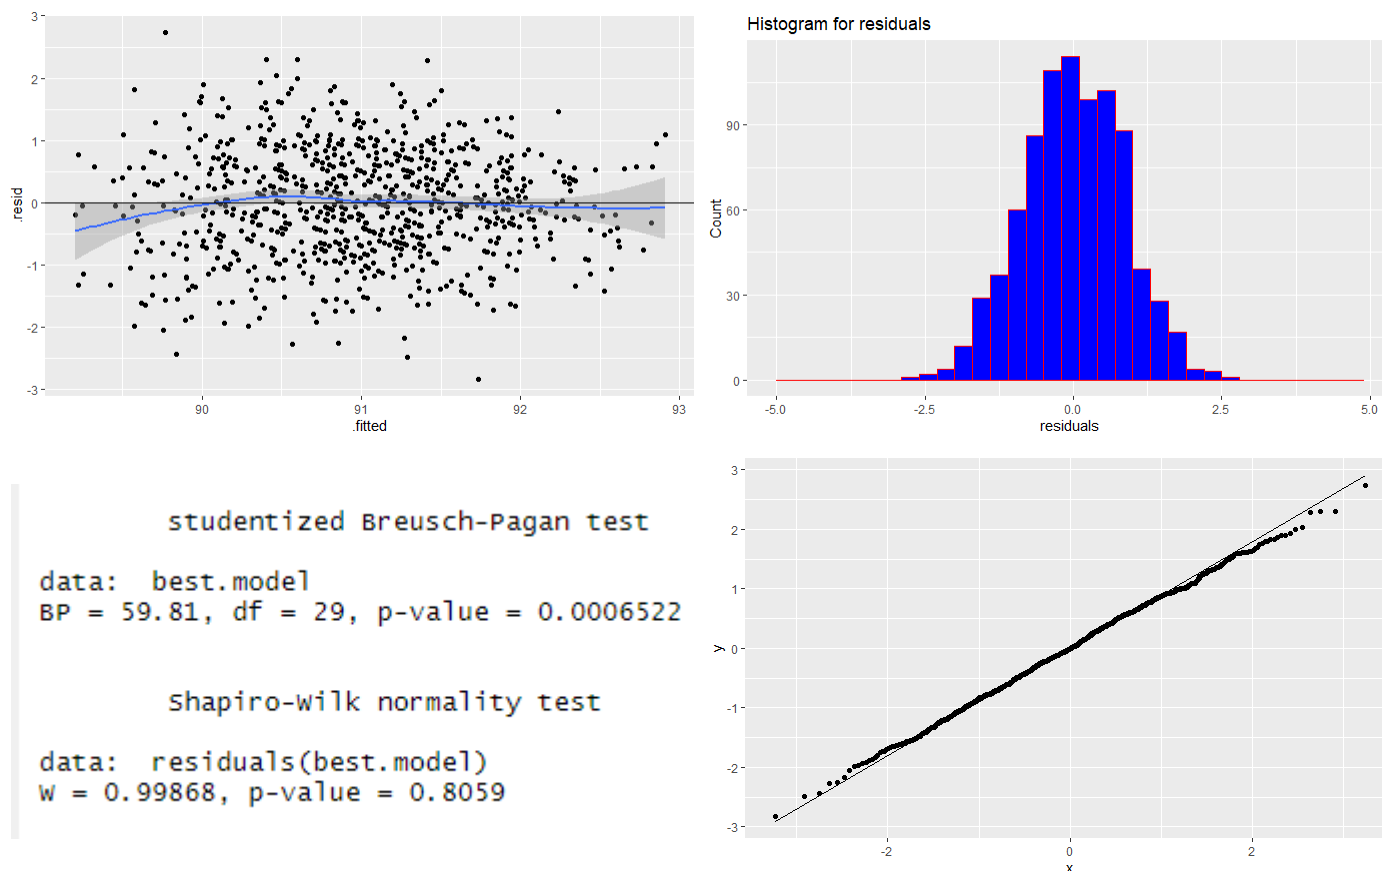 3
2
1
0
-1
-2
-3
.resid
90
91
92
93
.fitted
Histogram for residuals
90
60
30
0
Count
-5.0
-2.5
0.0
2.5
5.0
residuals
studentized Breusch-Pagan test
data: best.model
BP = 59.81, df = 29, p-value = 0.0006522
Shapiro-Wilk normality test
data: residuals(best.model)
W = 0.99868, p-value = 0.8059
3
2
1
0
-1
-2
-3
y
-2
0
2
x